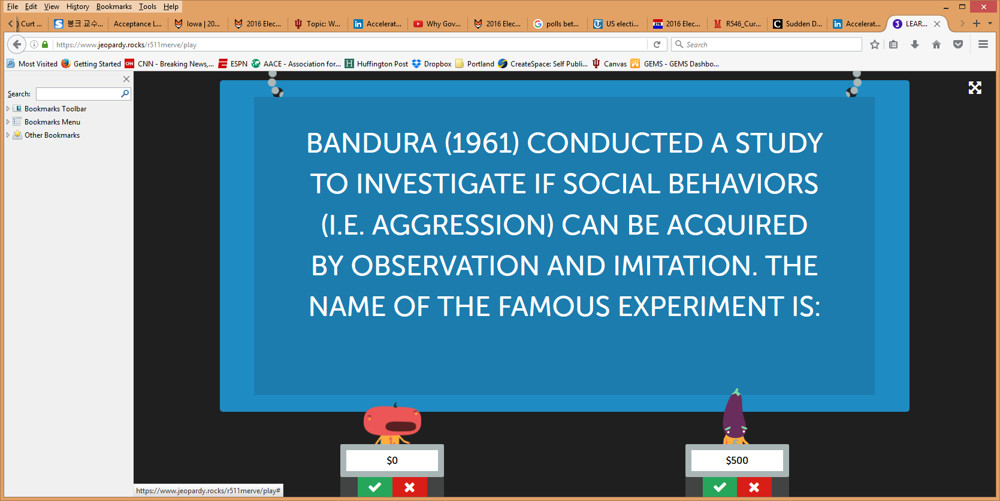 File Edit View History Bookmarks Tools Help
) Curt ... 봉크 교수... Acceptance L... Iowa | 20... 2016 Elec... Topic: W... Accelerat... Why Gov... 2016 Elec... polls bet... US electi... 2016 Elec... R546_Cur... Sudden D... Accelerat... LEAR...
https://www.jeopardy.rocks/r511merve/play
Search
Most Visited Getting Started CNN - Breaking News,... ESPN AACE - Association for... Huffington Post Dropbox Portland CreateSpace: Self Publi... Canvas GEMS - GEMS Dashbo...
Search:
Bookmarks Toolbar
Bookmarks Menu
Other Bookmarks
BANDURA (1961) CONDUCTED A STUDY
TO INVESTIGATE IF SOCIAL BEHAVIORS
(I.E. AGGRESSION) CAN BE ACQUIRED
BY OBSERVATION AND IMITATION. THE
NAME OF THE FAMOUS EXPERIMENT IS:
$0
$500
https://www.jeopardy.rocks/r511merve/play#